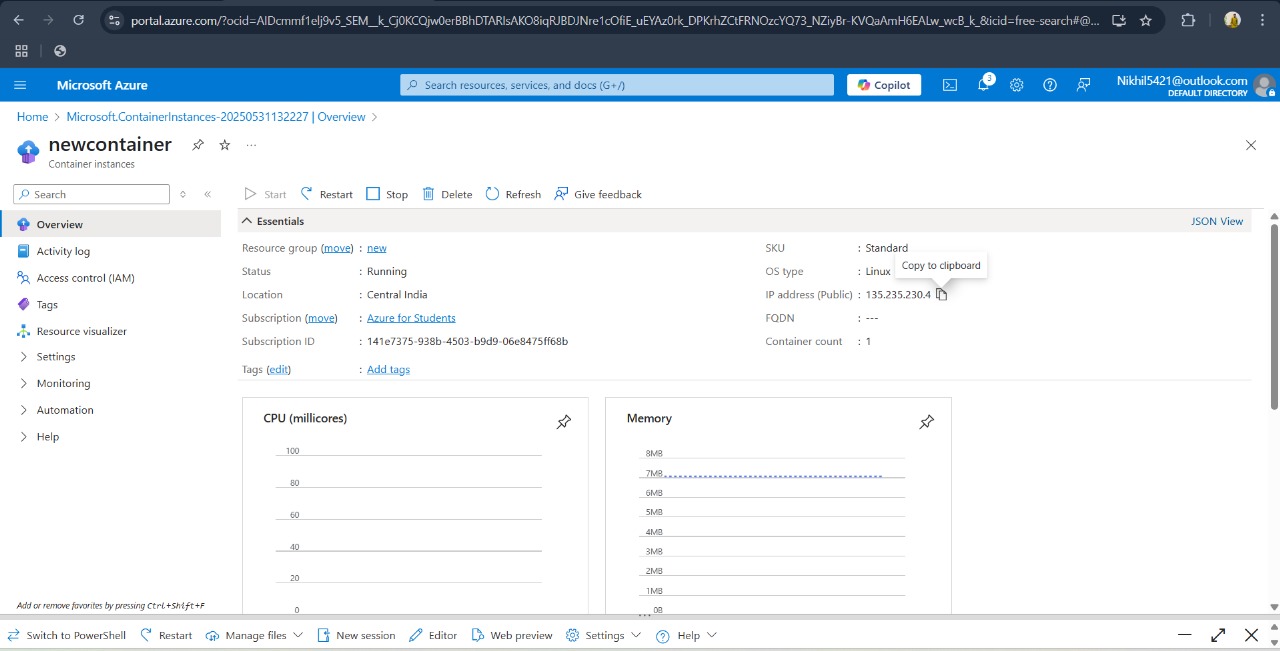 portal.azure.com/?ocid=AIDcmmf1elj9v5_SEM__k_Gj0KCQjw0erBBhDTARIsAKO8iqRJBDJNre1cOfiE_uEYAz0rk_DPKrhZCtFRNOzcYQ73_NZiyBr-KVQaAmH6EALw_wcB_k_&icid=free-search#@...
Microsoft Azure
Search resources, services, and docs (G+/)
Copilot
3
Nikhil5421@outlook.com
DEFAULT DIRECTORY
Home > Microsoft.ContainerInstances-20250531132227 | Overview >
newcontainer
Container instances
Search
Start Restart Stop Delete Refresh Give feedback
Overview
Activity log
Access control (IAM)
Tags
Resource visualizer
Settings
Monitoring
Automation
Help
Add or remove favorites by pressing Ctrl+Shift+F
Essentials
JSON View
Resource group (move) : new
Status : Running
Location : Central India
Subscription (move) : Azure for Students
Subscription ID : 141e7375-938b-4503-b9d9-06e8475ff68b
Tags (edit) : Add tags
SKU : Standard
OS type : Linux
Copy to clipboard
IP address (Public) : 135.235.230.4
FQDN : ---
Container count : 1
CPU (millicores)
100
80
60
40
20
0
Memory
8MB
7MB
6MB
5MB
4MB
3MB
2MB
1MB
0B
Switch to PowerShell Restart Manage files New session Editor Web preview Settings Help